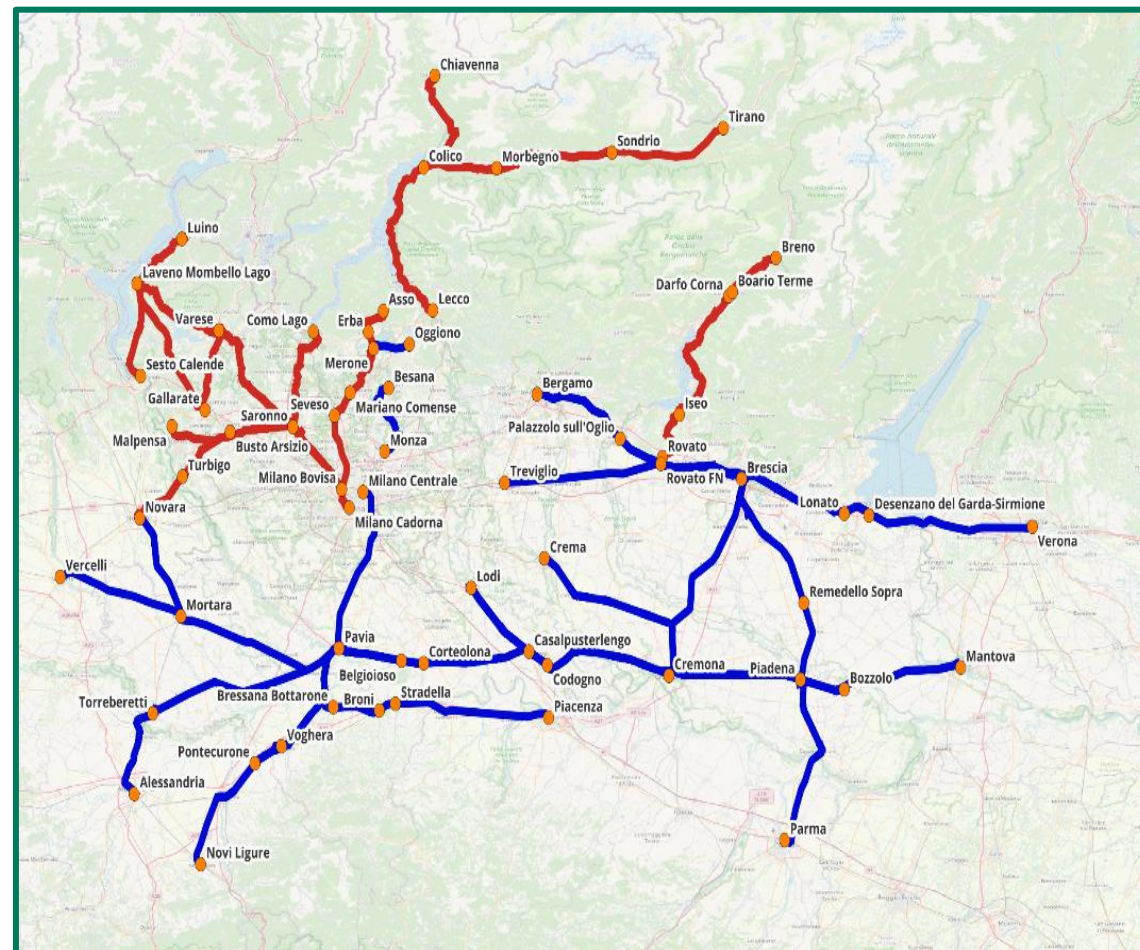 Chiavenna
Tirano
Sondrio
Colico
Morbegno
Luino
Breno
Laveno Mombello Lago
Darfo Corna
Boario Terme
Asso
Lecco
Varese
Como Lago
Erba
Oggiono
Merone
Sesto Calende
Besana
Bergamo
Gallarate
Seveso
Mariano Comense
Iseo
Saronno
Palazzolo sull'Oglio
Malpensa
Busto Arsizio
Monza
Rovato
Turbigo
Treviglio
Rovato FN
Brescia
Milano Bovisa
Milano Centrale
Novara
Milano Cadorna
Lonato
Desenzano del Garda-Sirmione
Verona
Crema
Vercelli
Lodi
Remedello Sopra
Mortara
Pavia
Casalpusterlengo
Corteolona
Mantova
Belgioioso
Codogno
Cremona
Piadena
Bozzolo
Bressana Bottarone
Broni
Stradella
Torreberetti
Piacenza
Voghera
Pontecurone
Alessandria
Parma
Novi Ligure